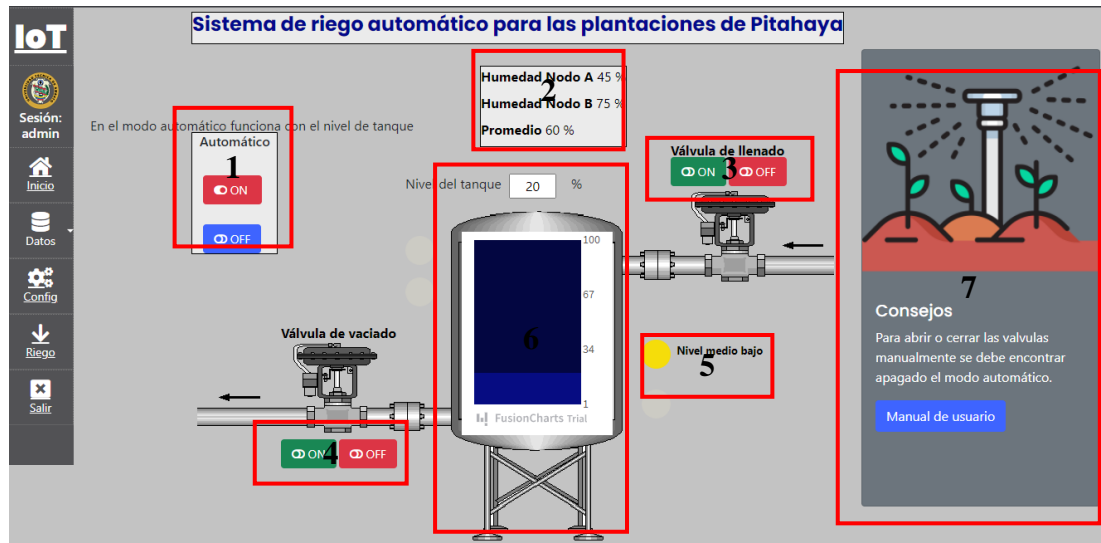 IoT
Sesión:
admin
Inicio
Datos
Config
Riego
Salir
Sistema de riego automático para las plantaciones de Pitahaya
En el modo automático funciona con el nivel de tanque
Automático
1
ON
OFF
Humedad Nodo A 45 %
2
Humedad Nodo B 75 %
Promedio 60 %
Válvula de llenado
ON 3 OFF
Nivel del tanque 20 %
100
67
34
1
6
FusionCharts Trial
Válvula de vaciado
ON 4 OFF
Nivel medio bajo
5
7
Consejos
Para abrir o cerrar las valvulas
manualmente se debe encontrar
apagado el modo automático.
Manual de usuario